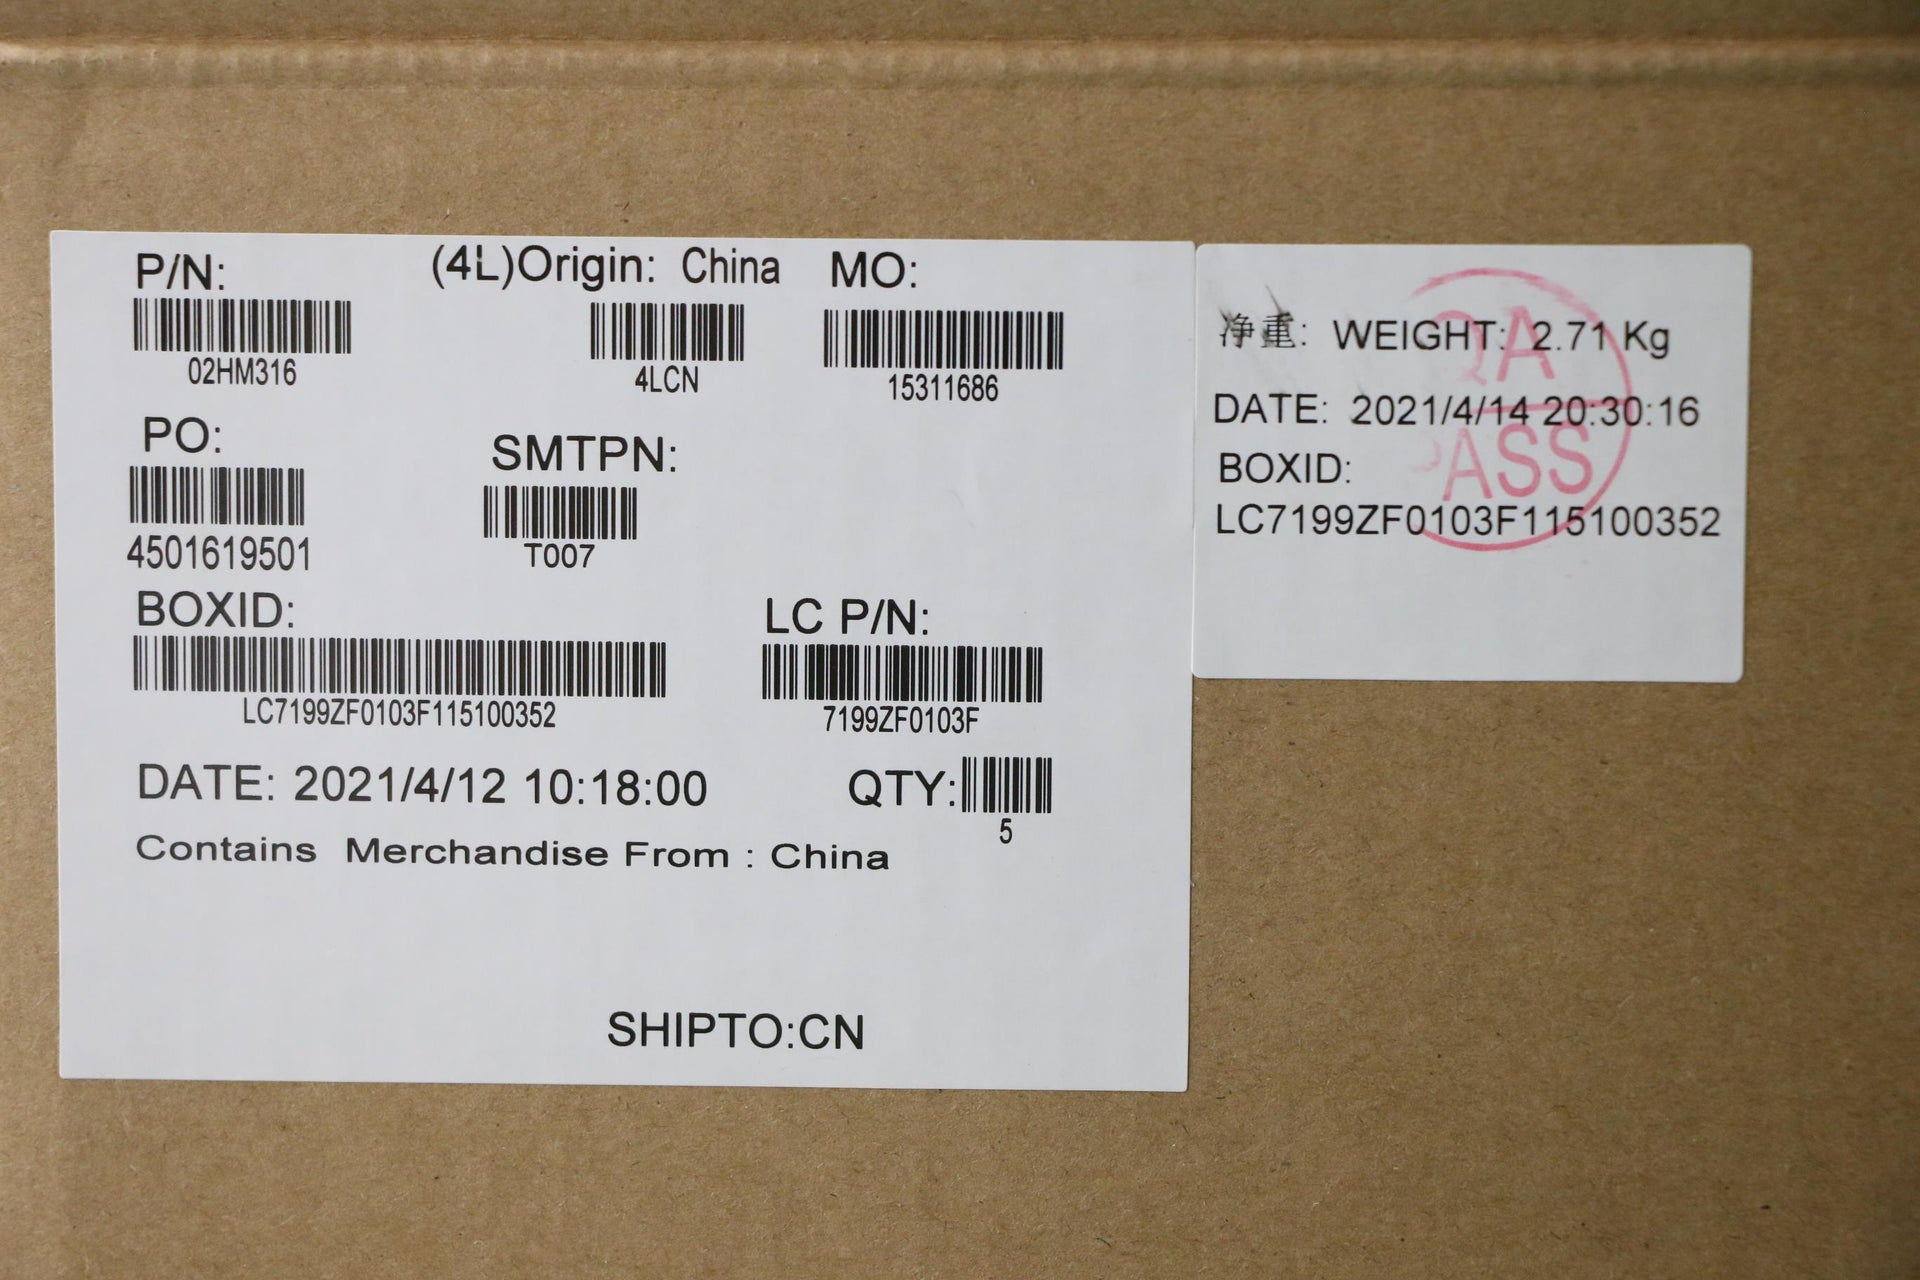 P/N: (4L)Origin: China MO:
02HM316 4LCN 15311686
PO: SMTPN:
4501619501 T007
BOXID: LC P/N:
LC7199ZF0103F115100352 7199ZF0103F
DATE: 2021/4/12 10:18:00 QTY:
5
Contains Merchandise From : China
SHIPTO:CN
净重: WEIGHT: 2.71 Kg
DATE: 2021/4/14 20:30:16
BOXID:
LC7199ZF0103F115100352
QA
PASS